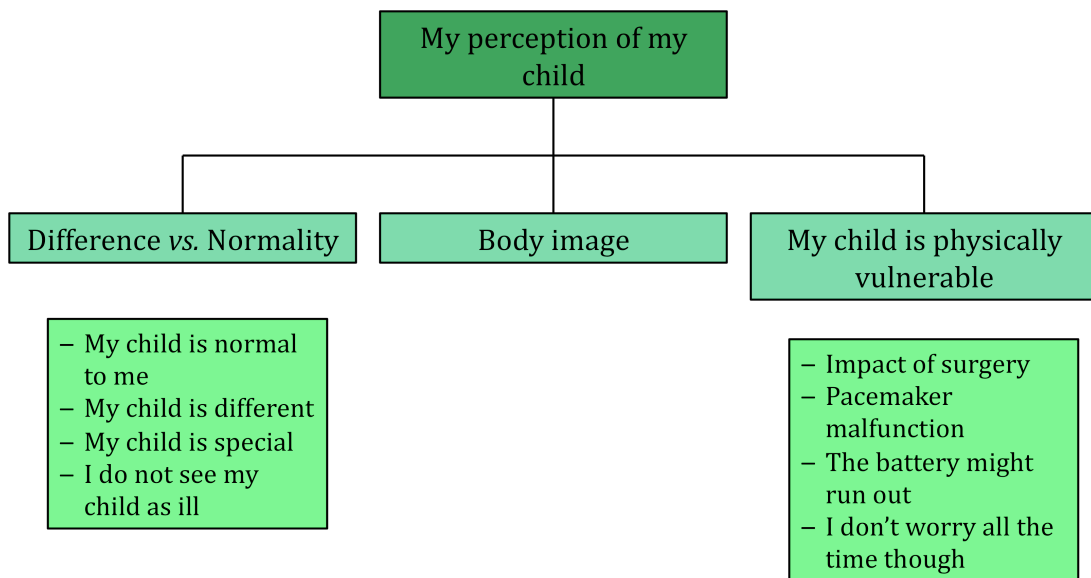 My perception of my
child
Difference vs. Normality
Body image
My child is physically
vulnerable
– My child is normal
to me
– My child is different
– My child is special
– I do not see my
child as ill
– Impact of surgery
– Pacemaker
malfunction
– The battery might
run out
– I don’t worry all the
time though